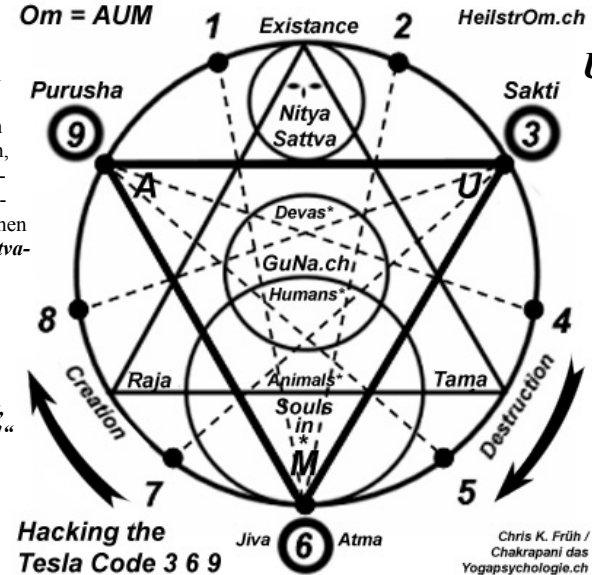 Om = AUM
1
Existance
2
HeilstrOm.ch
Purusha
Sakti
9
Nitya
Sattva
3
A
U
Devas*
GuNa.ch
Humans*
8
4
Raja
Animals*
Tama
Creation
Souls
in
*
M
Destruction
7
5
Hacking the
Tesla Code 3 6 9
Jiva
6
Atma
Chris K. Früh /
Chakrapani das
Yogapsychologie.ch